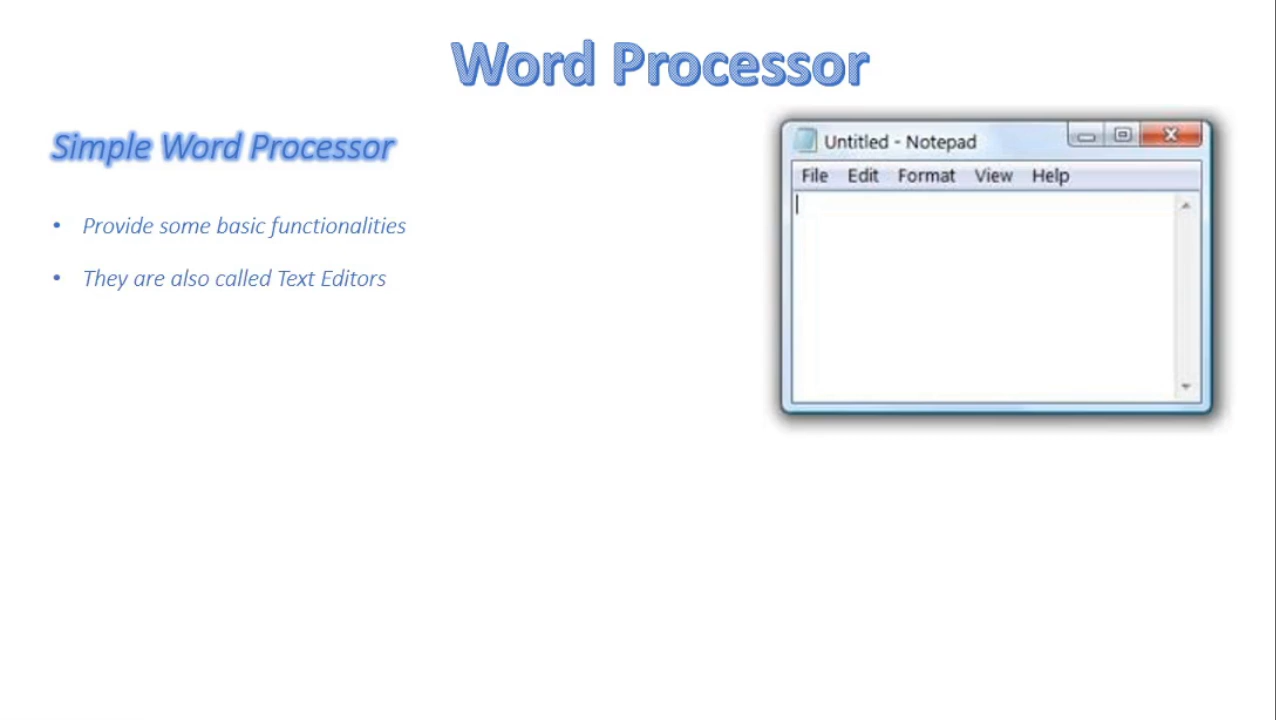 Word Processor
Simple Word Processor
• Provide some basic functionalities
• They are also called Text Editors
Untitled - Notepad
File Edit Format View Help